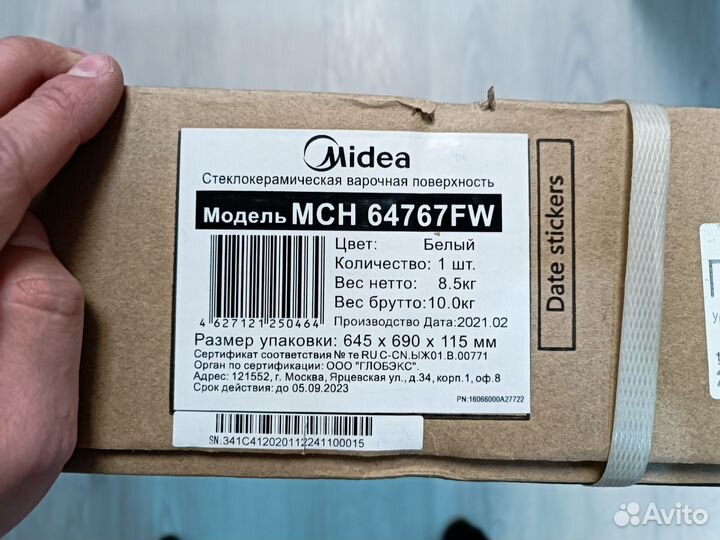 Midea
Стеклокерамическая варочная поверхность
Модель MCH 64767FW
Цвет: Белый
Количество: 1 шт.
Вес нетто: 8.5кг
Вес брутто: 10.0кг
Производство Дата: 2021.02
4 627121 250464
Размер упаковки: 645 x 690 x 115 мм
Сертификат соответствия № те RU C-CN.ЫЖ01.В.00771
Орган по сертификации: ООО "ГЛОБЭКС".
Адрес: 121552, г. Москва, Ярцевская ул., д.34, корп.1, оф.8
Срок действия: до 05.09.2023
PN:16066000A27722
SN:341C412020112241100015
Date stickers
Avito